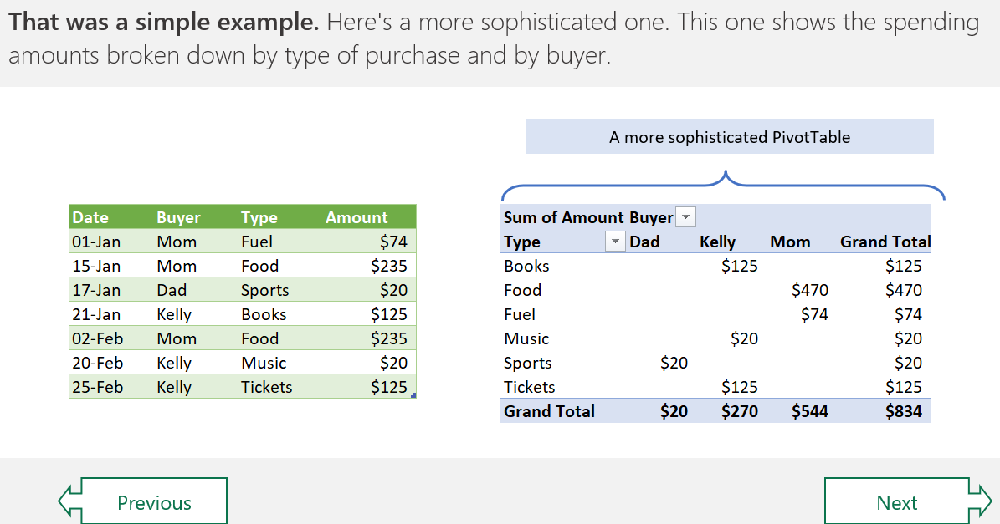 That was a simple example. Here's a more sophisticated one. This one shows the spending
amounts broken down by type of purchase and by buyer.
A more sophisticated PivotTable
Date Buyer Type Amount
01-Jan Mom Fuel $74
15-Jan Mom Food $235
17-Jan Dad Sports $20
21-Jan Kelly Books $125
02-Feb Mom Food $235
20-Feb Kelly Music $20
25-Feb Kelly Tickets $125
Sum of Amount Buyer
Type Dad Kelly Mom Grand Total
Books $125 $125
Food $470 $470
Fuel $74 $74
Music $20 $20
Sports $20 $20
Tickets $125 $125
Grand Total $20 $270 $544 $834
Previous
Next